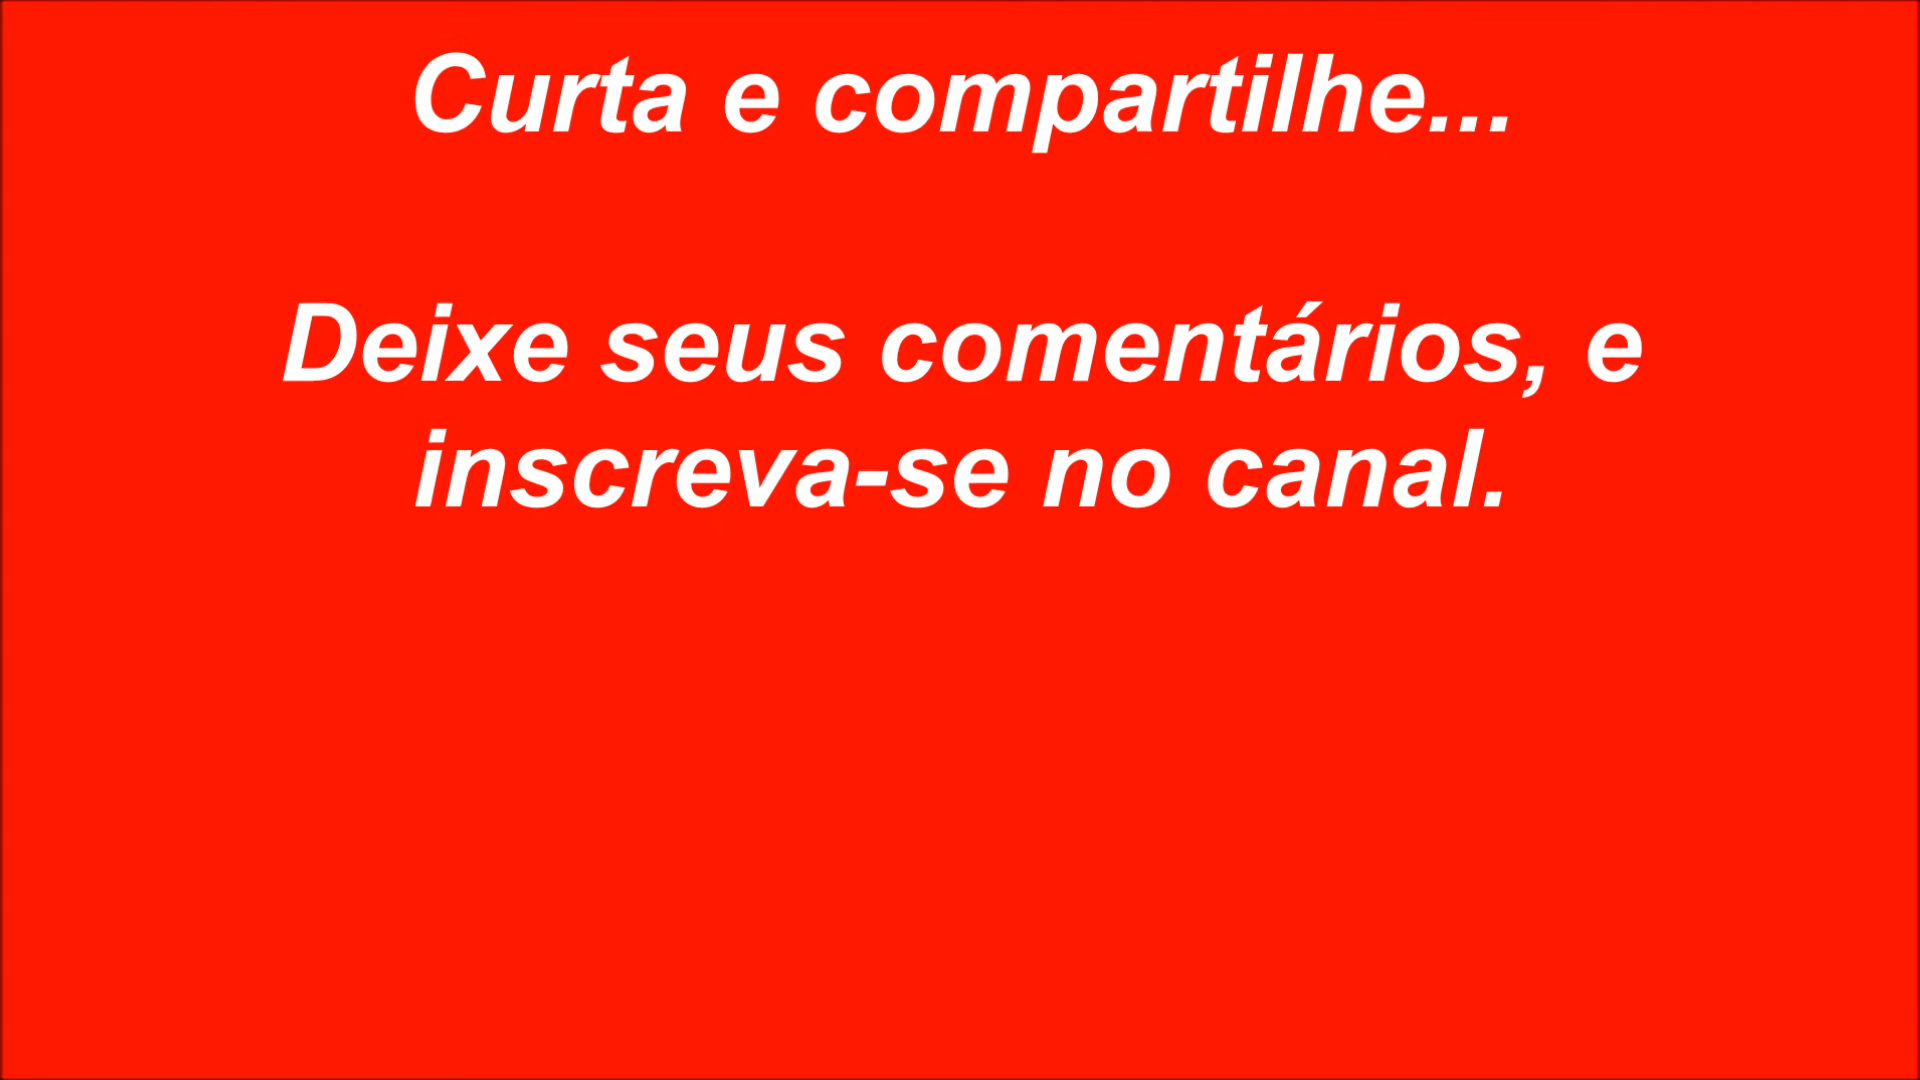 Curta e compartilhe...
Deixe seus comentários, e
inscreva-se no canal.